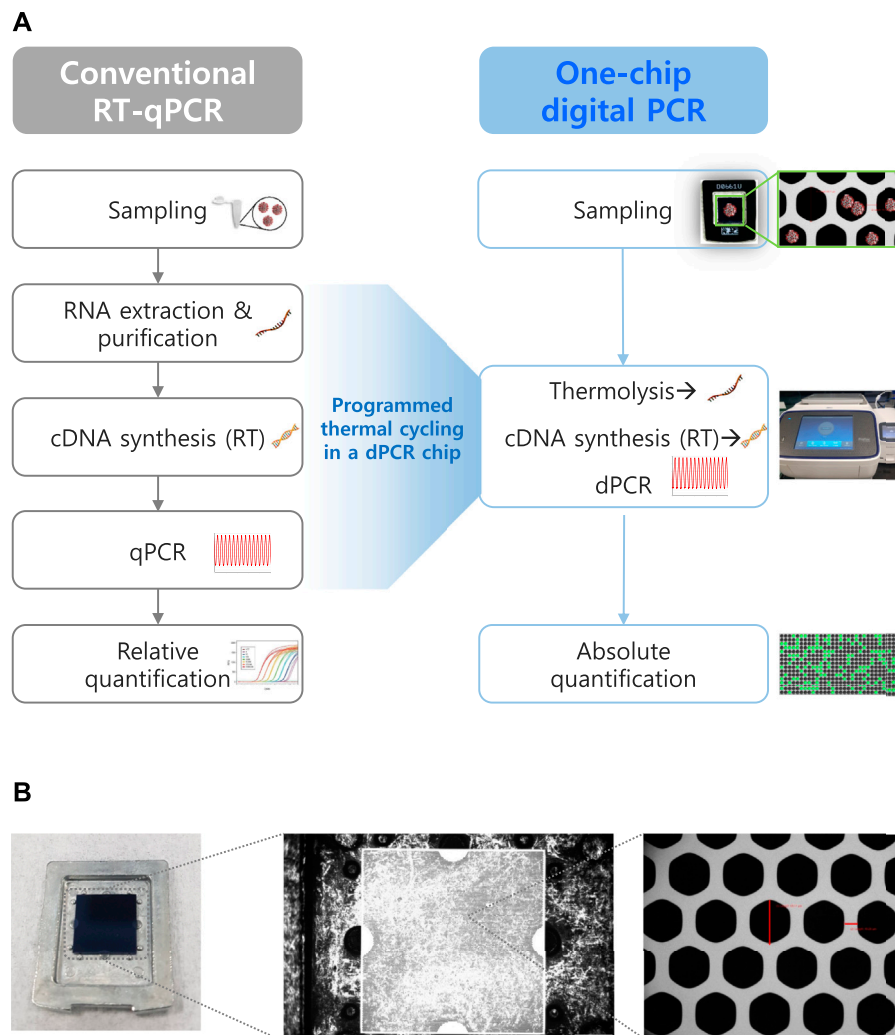 A
Conventional
RT-qPCR
One-chip
digital PCR
Sampling
Sampling
D0661V
RNA extraction &
purification
Programmed
thermal cycling
in a dPCR chip
Thermolysis→
cDNA synthesis (RT)
cDNA synthesis (RT)→
dPCR
qPCR
Relative
quantification
Absolute
quantification
B